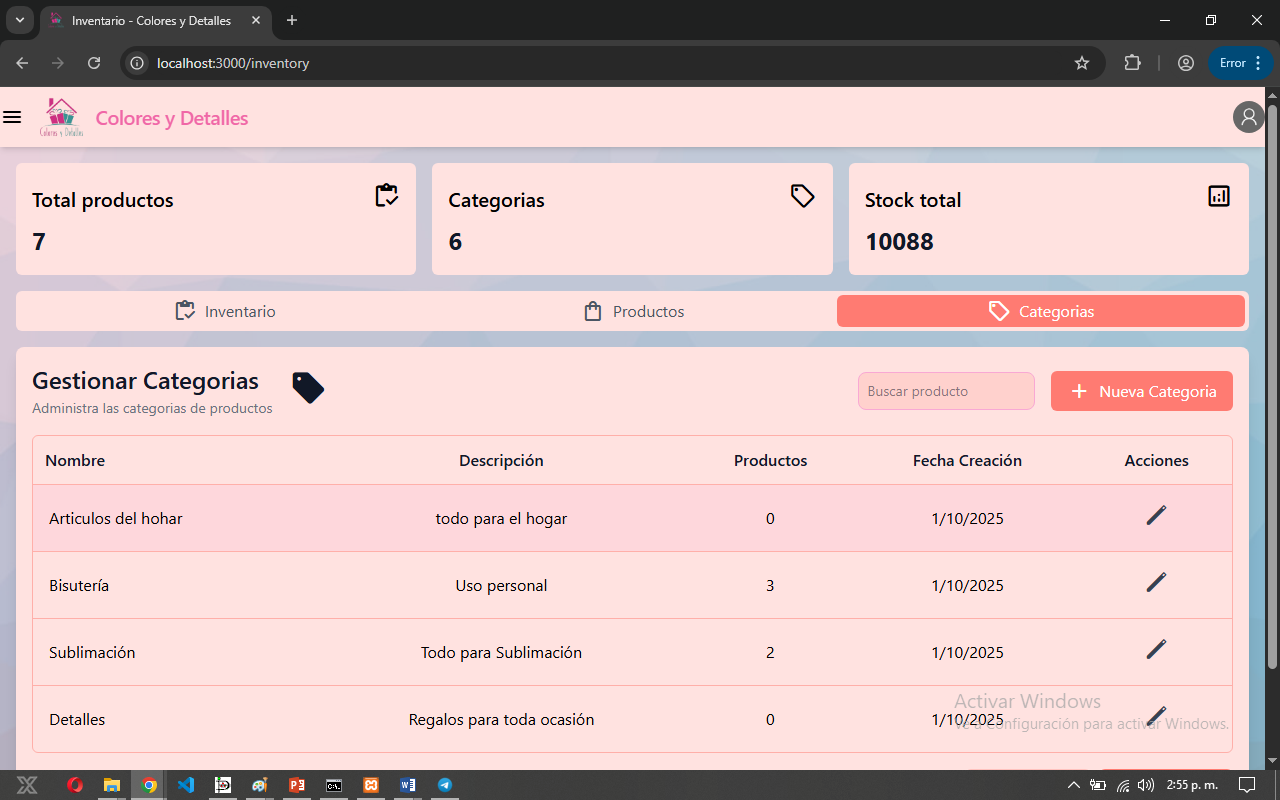 Inventario - Colores y Detalles
localhost:3000/inventory
Error
Colores y Detalles
Colores y Detalles
Total productos
7
Categorias
6
Stock total
10088
Inventario
Productos
Categorias
Gestionar Categorias
Administra las categorias de productos
Buscar producto
Nueva Categoria
Nombre Descripción Productos Fecha Creación Acciones
Articulos del hohar todo para el hogar 0 1/10/2025
Bisutería Uso personal 3 1/10/2025
Sublimación Todo para Sublimación 2 1/10/2025
Detalles Regalos para toda ocasión 0 1/10/2025
Activar Windows
Ve a Configuración para activar Windows.
2:55 p. m.